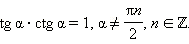 tg α · ctg α = 1, α ≠ πn/2, n ∈ ℤ.